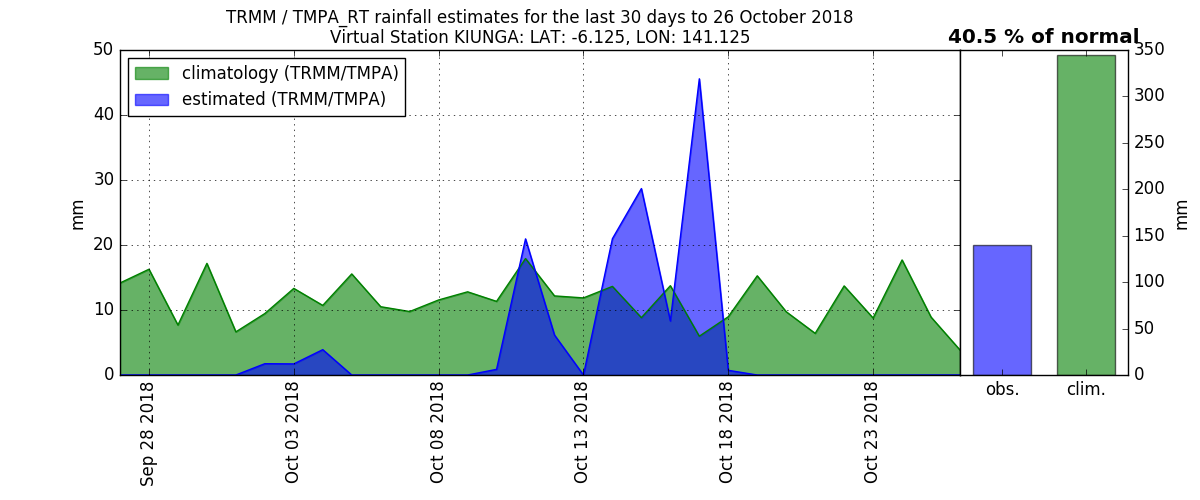 TRMM / TMPA_RT rainfall estimates for the last 30 days to 26 October 2018
Virtual Station KIUNGA: LAT: -6.125, LON: 141.125
40.5 % of normal
climatology (TRMM/TMPA)
estimated (TRMM/TMPA)
50
40
30
20
10
0
mm
Sep 28 2018
Oct 03 2018
Oct 08 2018
Oct 13 2018
Oct 18 2018
Oct 23 2018
350
300
250
200
150
100
50
0
mm
obs.
clim.